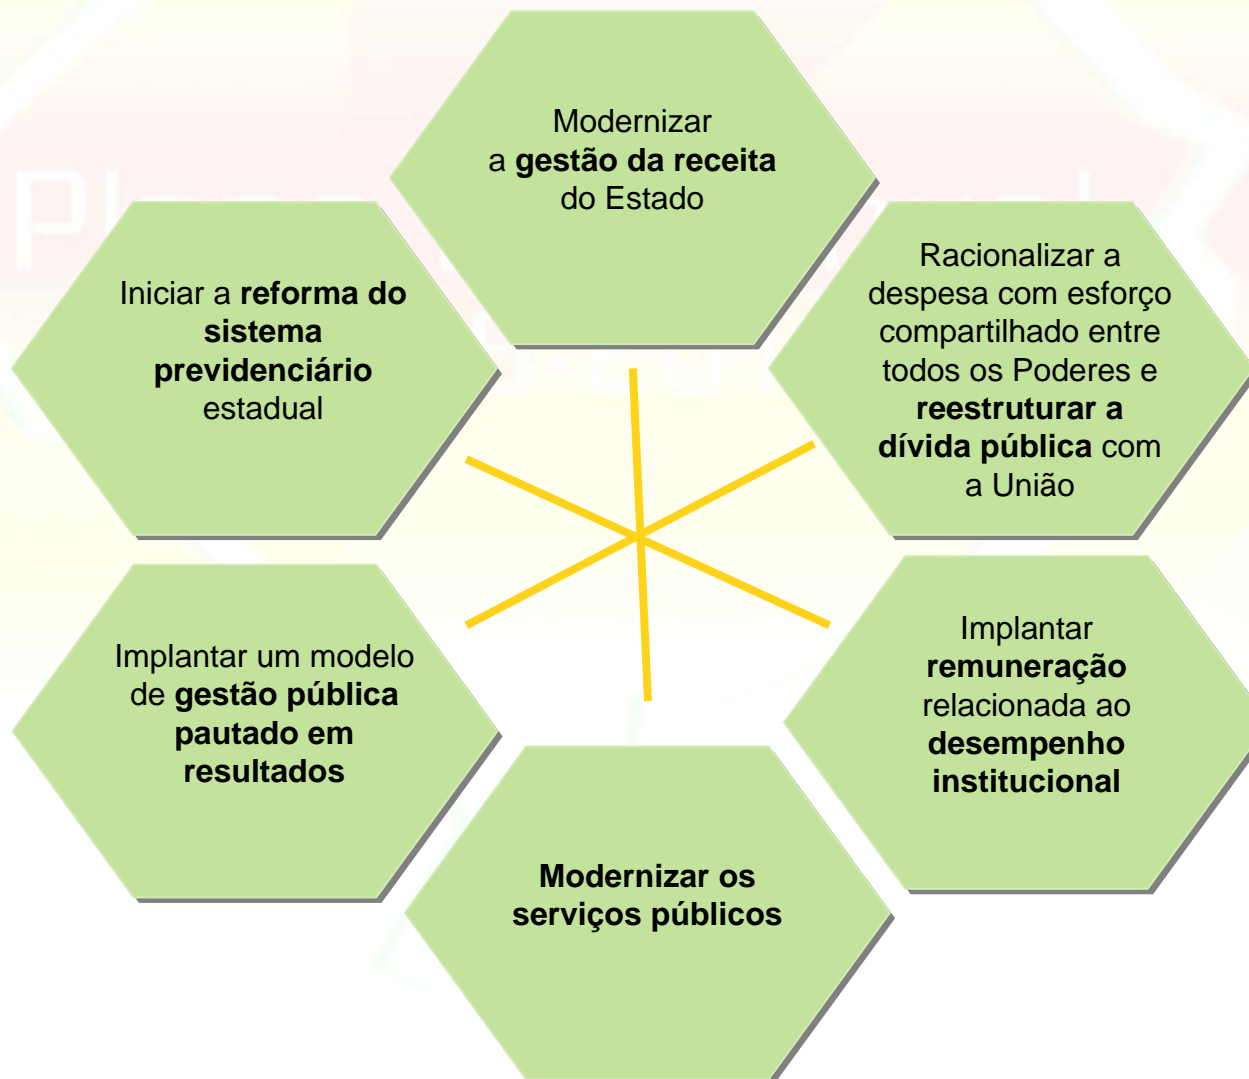 Modernizar
a gestão da receita
do Estado
Racionalizar a
despesa com esforço
compartilhado entre
todos os Poderes e
reestruturar a
dívida pública com
a União
Implantar
remuneração
relacionada ao
desempenho
institucional
Modernizar os
serviços públicos
Implantar um modelo
de gestão pública
pautado em
resultados
Iniciar a reforma do
sistema
previdenciário
estadual